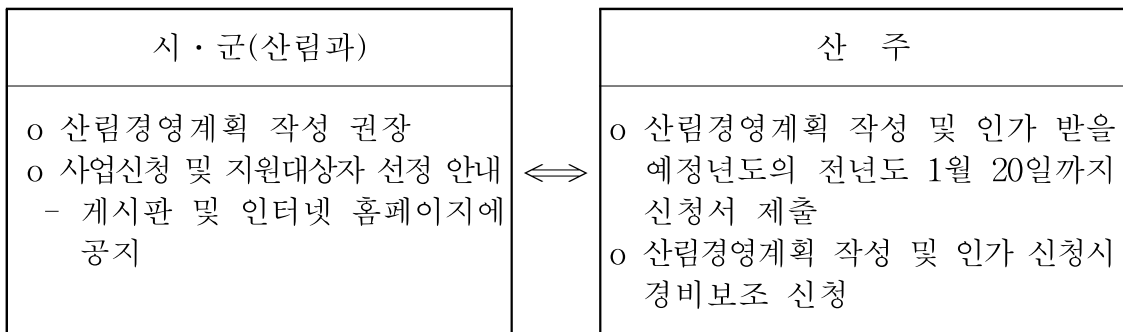 시·군(산림과)
o 산림경영계획 작성 권장
o 사업신청 및 지원대상자 선정 안내
- 게시판 및 인터넷 홈페이지에
공지
⇔
산 주
o 산림경영계획 작성 및 인가 받을
예정년도의 전년도 1월 20일까지
신청서 제출
o 산림경영계획 작성 및 인가 신청시
경비보조 신청